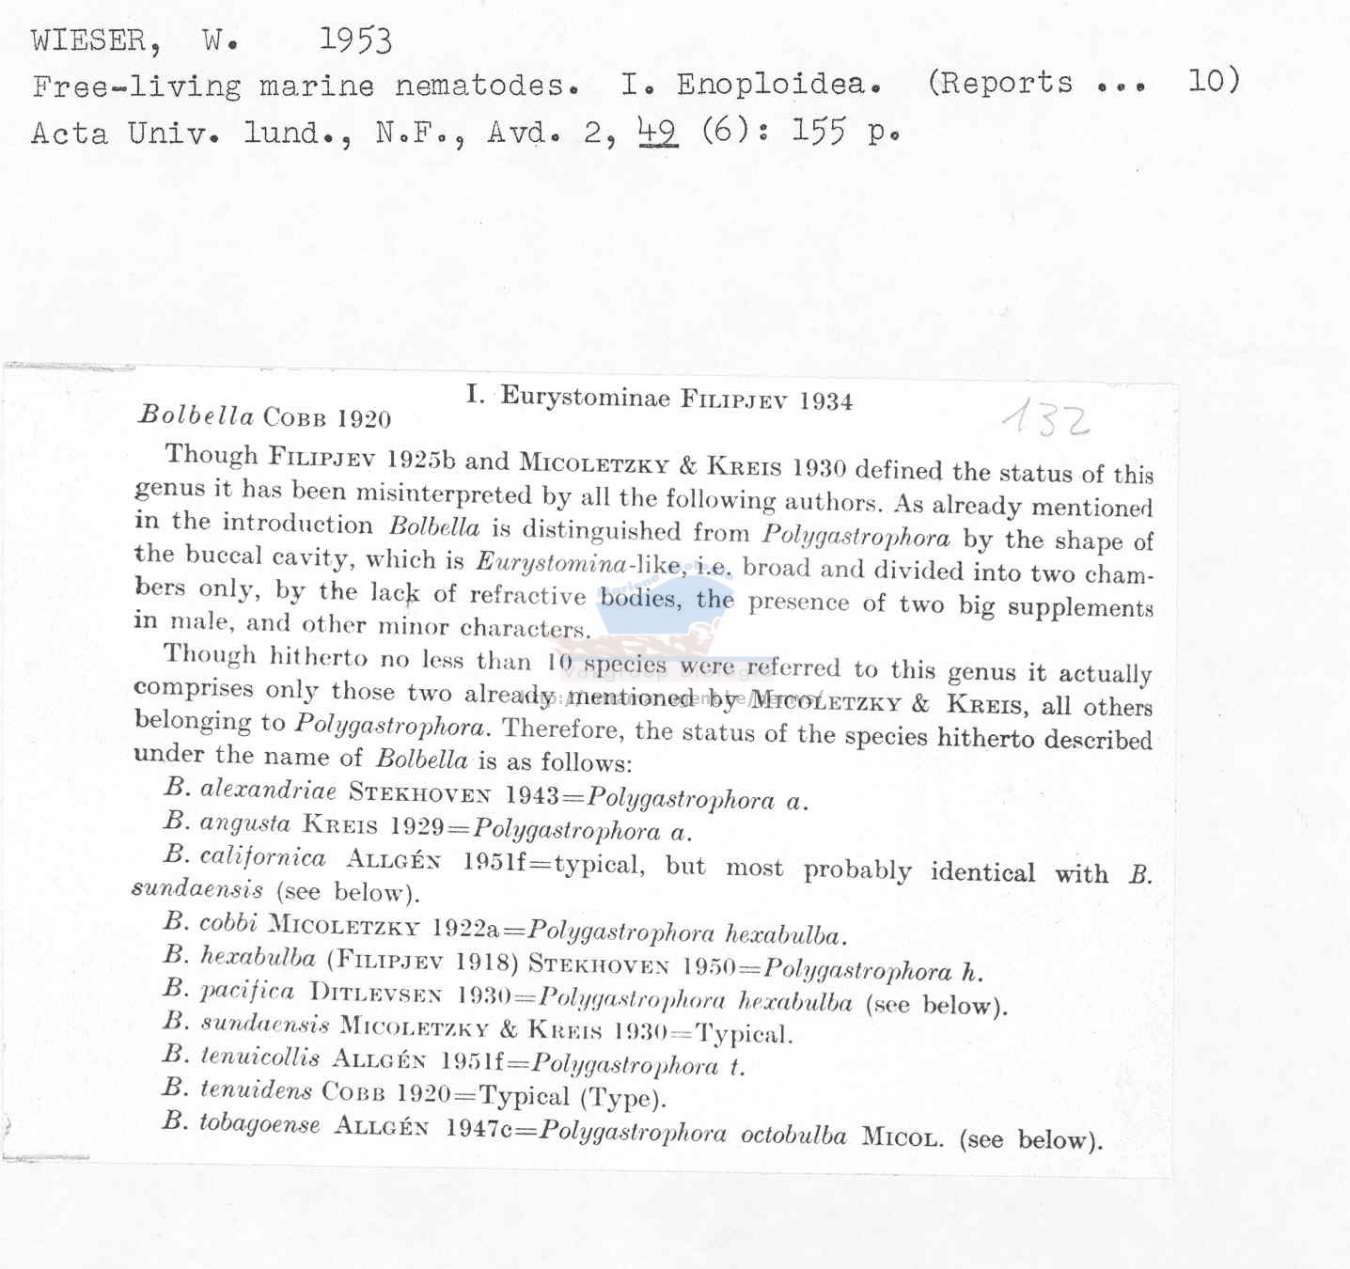 WIESER, W. 1953
Free-living marine nematodes. I. Enoploidea. (Reports ... 10)
Acta Univ. lund., N.F., Avd. 2, 49 (6): 155 p.
I. Eurystominae FILIPJEV 1934
132
Bolbella COBB 1920
Though FILIPJEV 1925b and MICOLETZKY & KREIS 1930 defined the status of this
genus it has been misinterpreted by all the following authors. As already mentioned
in the introduction Bolbella is distinguished from Polygastrophora by the shape of
the buccal cavity, which is Eurystomina-like, i.e. broad and divided into two cham-
bers only, by the lack of refractive bodies, the presence of two big supplements
in male, and other minor characters.
Though hitherto no less than 10 species were referred to this genus it actually
comprises only those two already mentioned by MICOLETZKY & KREIS, all others
belonging to Polygastrophora. Therefore, the status of the species hitherto described
under the name of Bolbella is as follows:
B. alexandriae STEKHOVEN 1943=Polygastrophora a.
B. angusta KREIS 1929=Polygastrophora a.
B. californica ALLGÉN 1951f=typical, but most probably identical with B.
sundaensis (see below).
B. cobbi MICOLETZKY 1922a=Polygastrophora hexabulba.
B. hexabulba (FILIPJEV 1918) STEKHOVEN 1950=Polygastrophora h.
B. pacifica DITLEVSEN 1930=Polygastrophora hexabulba (see below).
B. sundaensis MICOLETZKY & KREIS 1930=Typical.
B. tenuicollis ALLGÉN 1951f=Polygastrophora t.
B. tenuidens COBB 1920=Typical (Type).
B. tobagoense ALLGÉN 1947c=Polygastrophora octobulba MICOL. (see below).